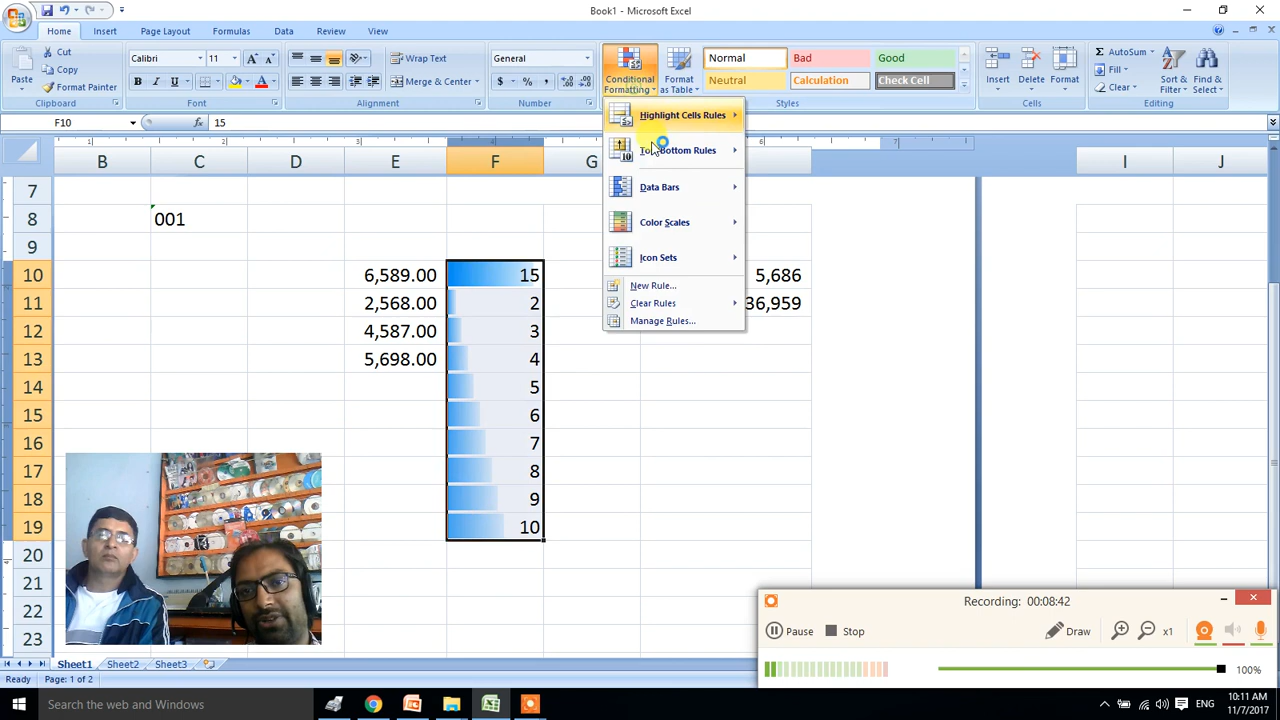 Book1 - Microsoft Excel
Home Insert Page Layout Formulas Data Review View
Paste Cut Copy Format Painter Clipboard
Calibri 11 B I U Font
Wrap Text Merge & Center Alignment
General $ % , Number
Conditional Formatting Format as Table
Normal Bad Good
Neutral Calculation Check Cell
Styles
Insert Delete Format Cells
AutoSum Fill Clear Sort & Filter Find & Select Editing
F10 fx 15
Highlight Cells Rules
Top/Bottom Rules
Data Bars
Color Scales
Icon Sets
New Rule...
Clear Rules
Manage Rules...
B C D E F G I J
7
8 001
9
10 6,589.00 15 5,686
11 2,568.00 2 36,959
12 4,587.00 3
13 5,698.00 4
14 5
15 6
16 7
17 8
18 9
19 10
20
21
22
23
Recording: 00:08:42
Pause Stop Draw x1
100%
Sheet1 Sheet2 Sheet3
Ready Page: 1 of 2
Search the web and Windows
ENG 10:11 AM
11/7/2017